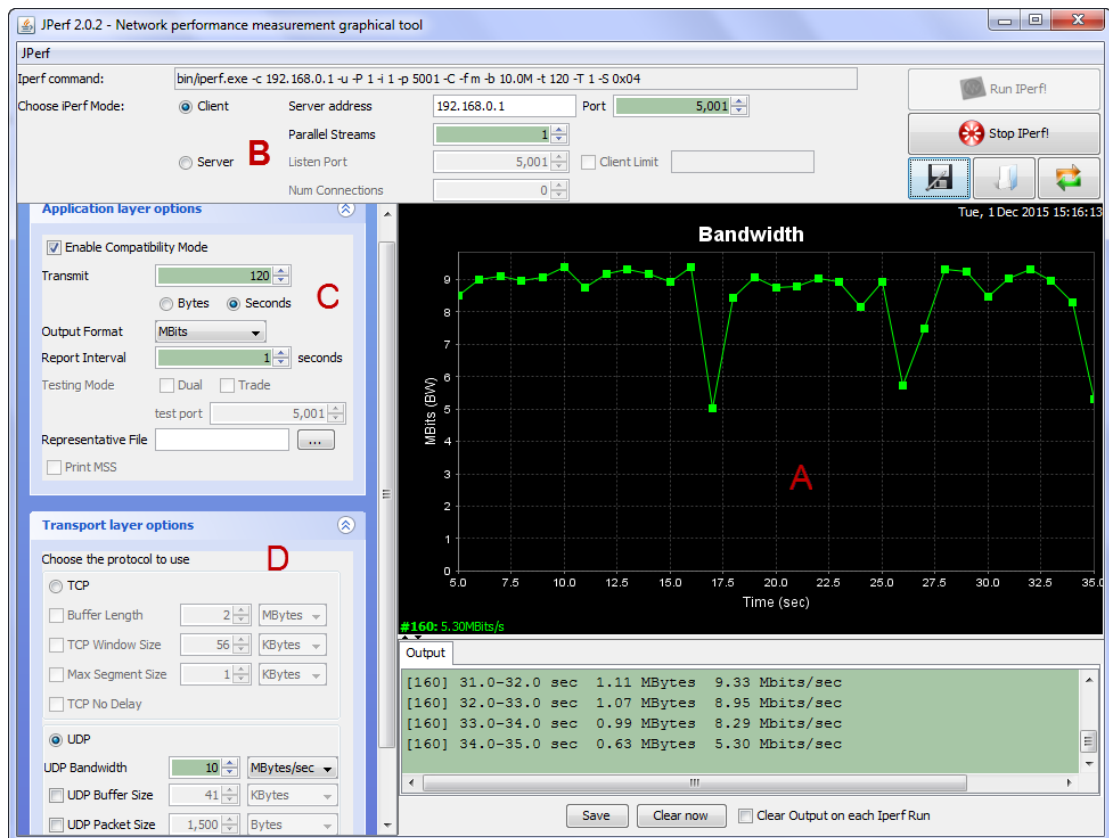 JPerf 2.0.2 - Network performance measurement graphical tool
JPerf
Iperf command: bin/iperf.exe -c 192.168.0.1 -u -P 1 -i 1 -p 5001 -C -f m -b 10.0M -t 120 -T 1 -S 0x04
Run IPerf!
Choose iPerf Mode: Client Server address 192.168.0.1 Port 5,001
Parallel Streams 1
Stop IPerf!
Server B Listen Port 5,001 Client Limit
Num Connections 0
Application layer options
Enable Compatibility Mode
Transmit 120
Bytes Seconds C
Output Format MBits
Report Interval 1 seconds
Testing Mode Dual Trade
test port 5,001
Representative File ...
Print MSS
Transport layer options
Choose the protocol to use D
TCP
Buffer Length 2 MBytes
TCP Window Size 56 KBytes
Max Segment Size 1 KBytes
TCP No Delay
UDP
UDP Bandwidth 10 MBytes/sec
UDP Buffer Size 41 KBytes
UDP Packet Size 1,500 Bytes
Tue, 1 Dec 2015 15:16:13
Bandwidth
MBits (BW)
9
8
7
6
5
4
3
2
1
0
A
5.0 7.5 10.0 12.5 15.0 17.5 20.0 22.5 25.0 27.5 30.0 32.5 35.0
Time (sec)
#160: 5.30MBits/s
Output
[160] 31.0-32.0 sec 1.11 MBytes 9.33 Mbits/sec
[160] 32.0-33.0 sec 1.07 MBytes 8.95 Mbits/sec
[160] 33.0-34.0 sec 0.99 MBytes 8.29 Mbits/sec
[160] 34.0-35.0 sec 0.63 MBytes 5.30 Mbits/sec
Save Clear now Clear Output on each Iperf Run